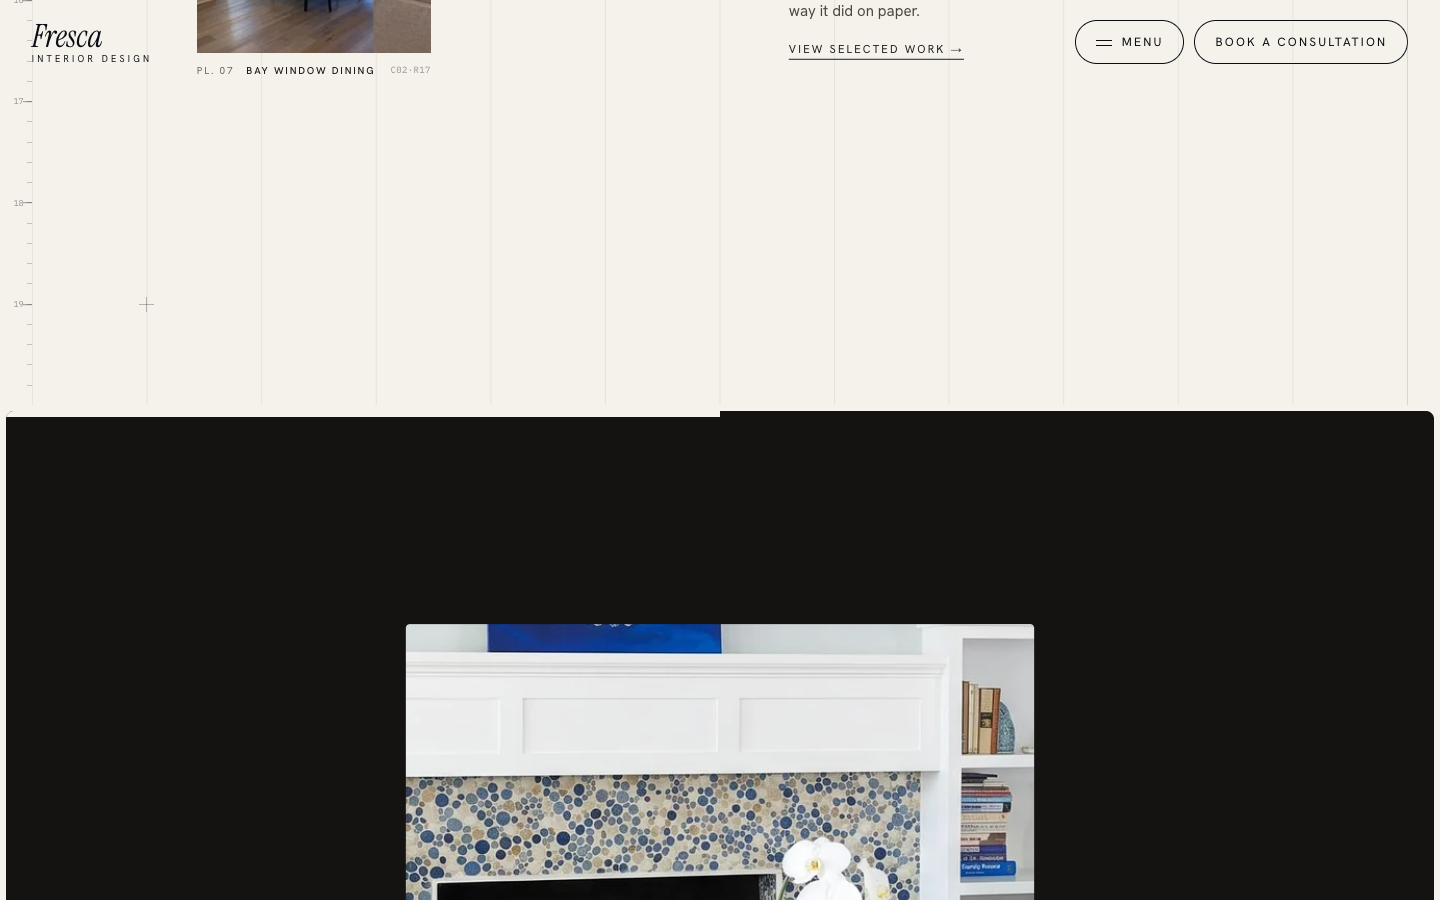 way it did on paper.
Fresca
INTERIOR DESIGN
VIEW SELECTED WORK →
MENU
BOOK A CONSULTATION
PL. 07 BAY WINDOW DINING C02·R17
17
18
19